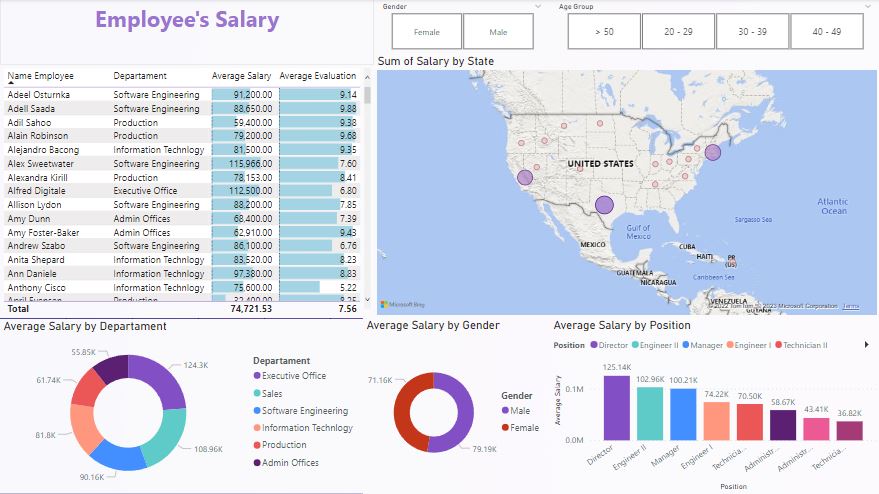 Employee's Salary
Gender
Female
Male
Age Group
> 50
20 - 29
30 - 39
40 - 49
Name Employee Departament Average Salary Average Evaluation
Adeel Osturnka Software Engineering 91,200.00 9.14
Adell Saada Software Engineering 88,650.00 9.88
Adil Sahoo Production 59,400.00 9.38
Alain Robinson Production 79,200.00 9.68
Alejandro Bacong Information Technlogy 81,500.00 9.35
Alex Sweetwater Software Engineering 115,966.00 7.60
Alexandra Kirill Production 78,153.00 8.41
Alfred Digitale Executive Office 112,500.00 6.80
Allison Lydon Software Engineering 88,200.00 7.85
Amy Dunn Admin Offices 68,400.00 7.39
Amy Foster-Baker Admin Offices 62,910.00 9.43
Andrew Szabo Software Engineering 86,100.00 6.76
Anita Shepard Information Technlogy 83,520.00 8.23
Ann Daniele Information Technlogy 97,380.00 8.83
Anthony Cisco Information Technlogy 75,600.00 5.22
Total 74,721.53 7.56
Sum of Salary by State
UNITED STATES
MEXICO
Gulf of
Mexico
CUBA
HAITI
PR
(US)
GUATEMALA
NICARAGUA
Caribbean Sea
VENEZUELA
GUYANA
Sargasso Sea
Atlantic
Ocean
Microsoft Bing
© 2022 TomTom, © 2023 Microsoft Corporation Terms
Average Salary by Departament
55.85K
124.3K
61.74K
81.8K
108.96K
90.16K
Departament
Executive Office
Sales
Software Engineering
Information Technlogy
Production
Admin Offices
Average Salary by Gender
71.16K
79.19K
Gender
Male
Female
Average Salary by Position
Position Director Engineer II Manager Engineer I Technician II
Average Salary
0.1M
0.0M
125.14K
102.96K
100.21K
74.22K
70.50K
58.67K
43.41K
36.82K
Director
Engineer II
Manager
Engineer I
Technicia...
Administr...
Administr...
Technicia...
Position